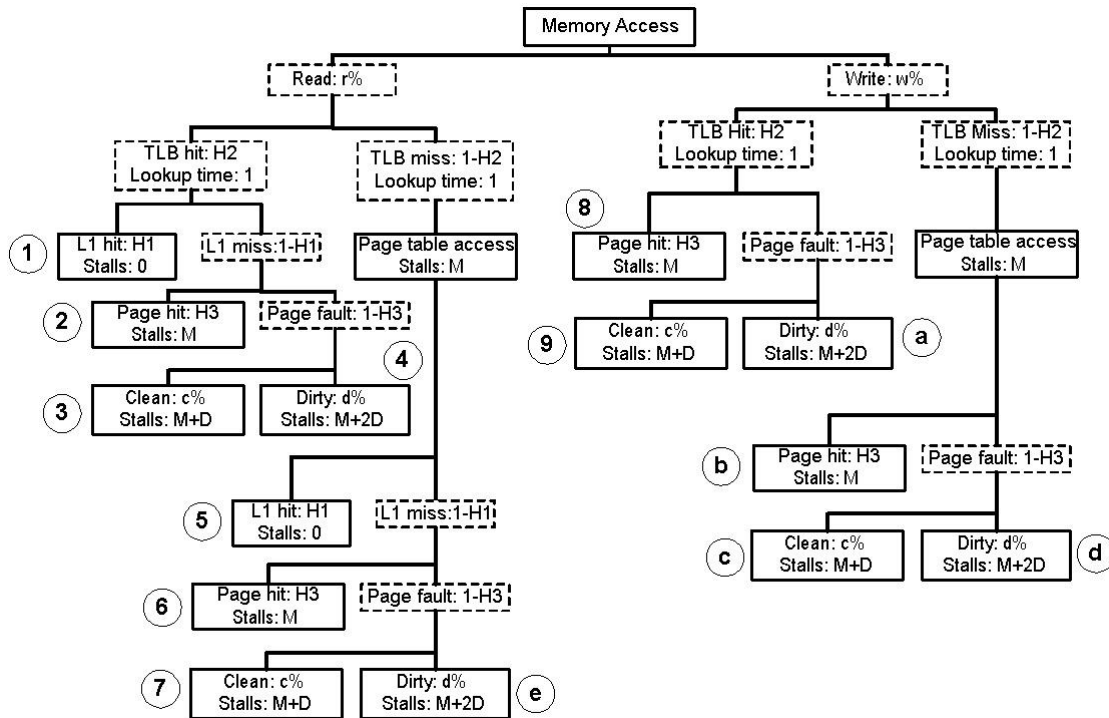 Memory Access
Read: r%
Write: w%
TLB hit: H2
Lookup time: 1
TLB miss: 1-H2
Lookup time: 1
TLB Hit: H2
Lookup time: 1
TLB Miss: 1-H2
Lookup time: 1
1
L1 hit: H1
Stalls: 0
L1 miss:1-H1
Page table access
Stalls: M
8
Page hit: H3
Stalls: M
Page fault: 1-H3
Page table access
Stalls: M
2
Page hit: H3
Stalls: M
Page fault: 1-H3
4
9
Clean: c%
Stalls: M+D
Dirty: d%
Stalls: M+2D
a
3
Clean: c%
Stalls: M+D
Dirty: d%
Stalls: M+2D
b
Page hit: H3
Stalls: M
Page fault: 1-H3
5
L1 hit: H1
Stalls: 0
L1 miss:1-H1
c
Clean: c%
Stalls: M+D
Dirty: d%
Stalls: M+2D
d
6
Page hit: H3
Stalls: M
Page fault: 1-H3
7
Clean: c%
Stalls: M+D
Dirty: d%
Stalls: M+2D
e